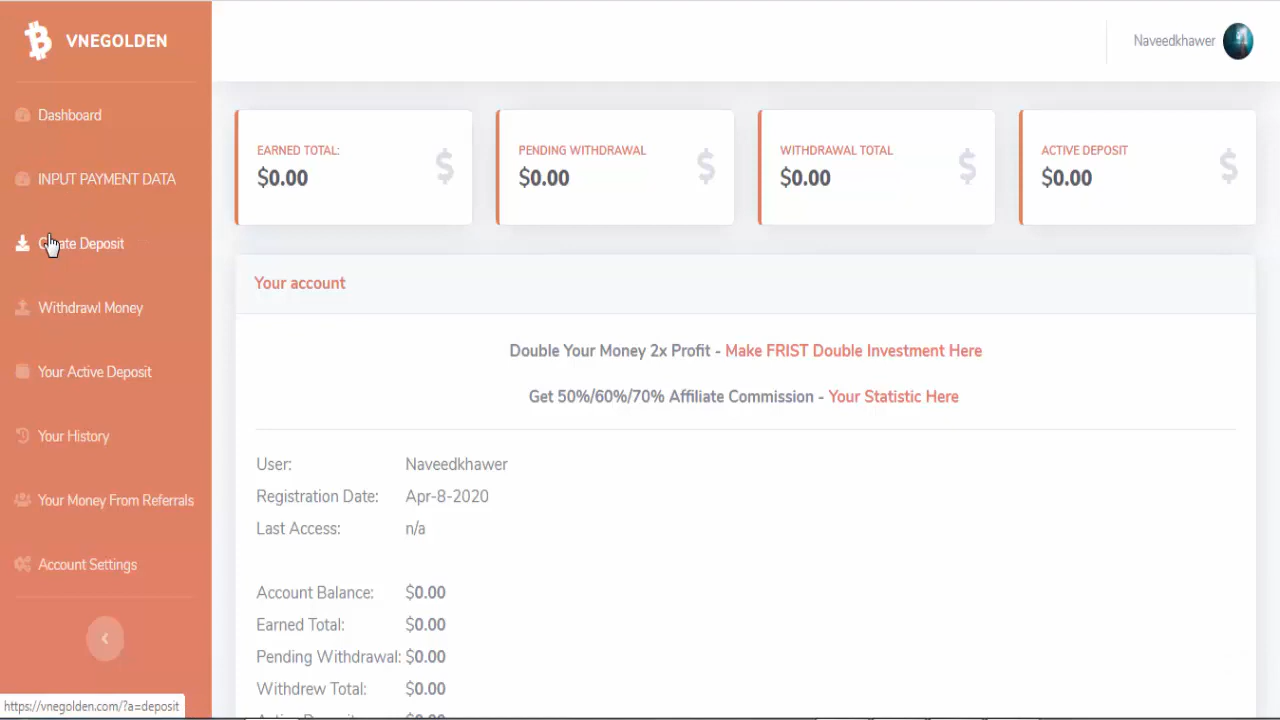 VNEGOLDEN
Naveedkhawer
Dashboard
INPUT PAYMENT DATA
Deposit
Withdrawl Money
Your Active Deposit
Your History
Your Money From Referrals
Account Settings
EARNED TOTAL:
$0.00
$
PENDING WITHDRAWAL
$0.00
$
WITHDRAWAL TOTAL
$0.00
$
ACTIVE DEPOSIT
$0.00
$
Your account
Double Your Money 2x Profit - Make FRIST Double Investment Here
Get 50%/60%/70% Affiliate Commission - Your Statistic Here
User: Naveedkhawer
Registration Date: Apr-8-2020
Last Access: n/a
Account Balance: $0.00
Earned Total: $0.00
Pending Withdrawal: $0.00
Withdrew Total: $0.00
https://vnegolden.com/?a=deposit